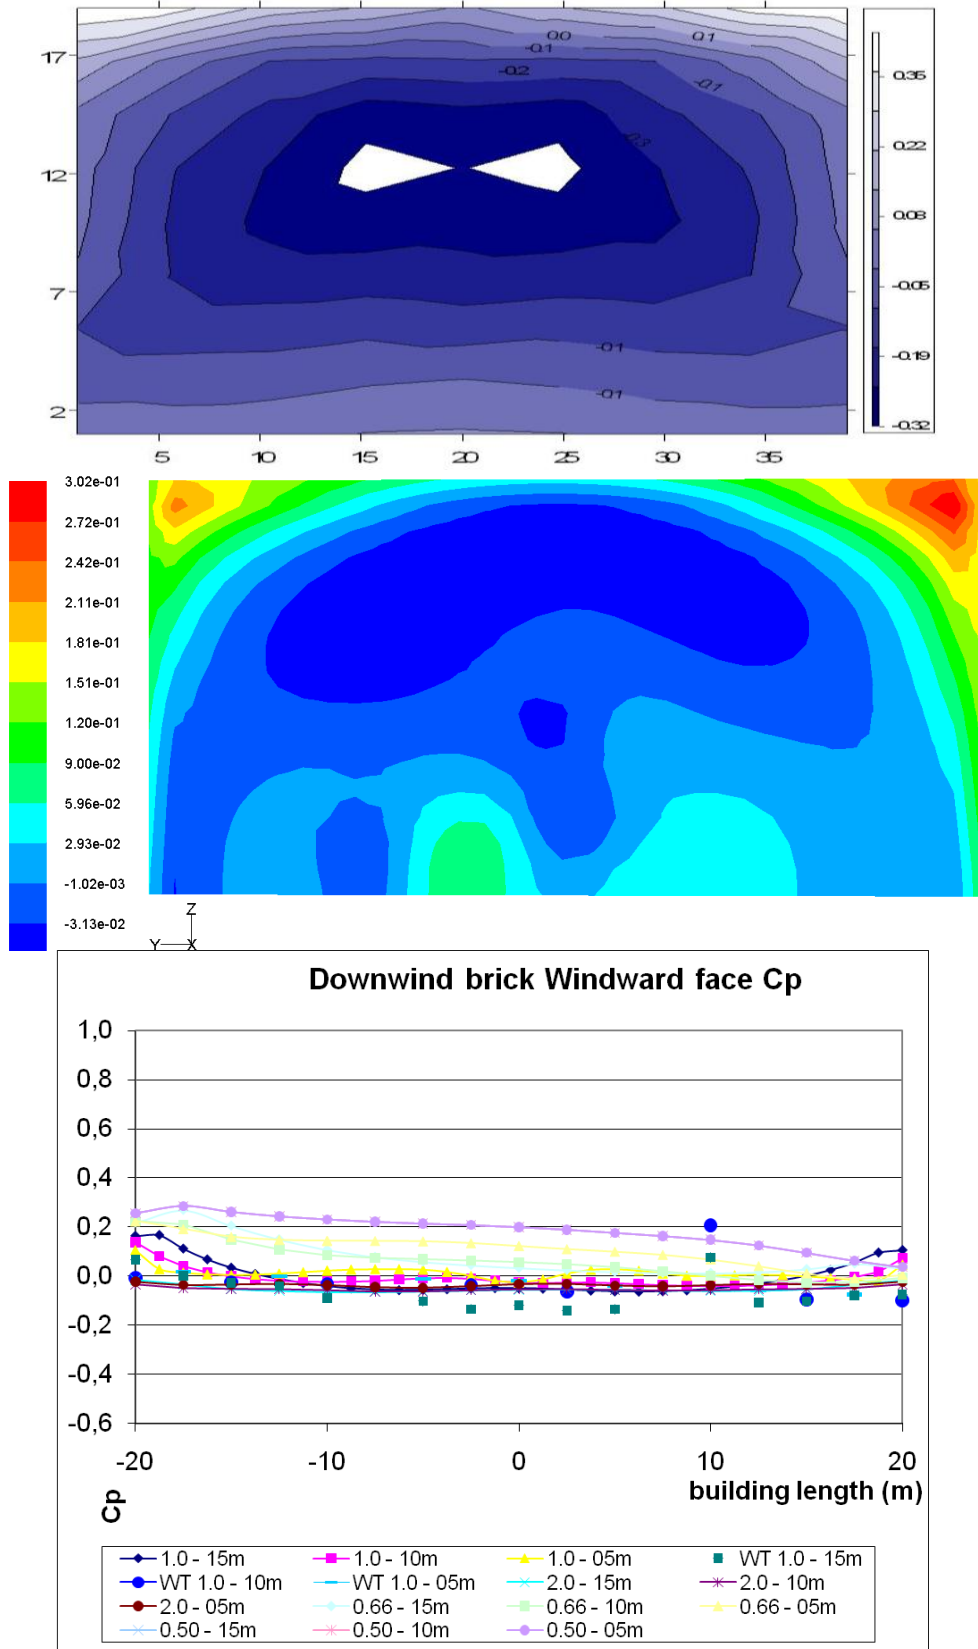 0.0
0.1
-0.1
17
-0.2
-0.1
-0.3
12
7
-0.1
-0.1
2
5 10 15 20 25 30 35
0.35
0.22
0.08
-0.05
-0.19
-0.32
3.02e-01
2.72e-01
2.42e-01
2.11e-01
1.81e-01
1.51e-01
1.20e-01
9.00e-02
5.96e-02
2.93e-02
-1.02e-03
-3.13e-02
Z
Y X
Downwind brick Windward face Cp
1,0
0,8
0,6
0,4
0,2
0,0
-0,2
-0,4
-0,6
-20 -10 0 10 20
building length (m)
Cp
1.0 - 15m 1.0 - 10m 1.0 - 05m WT 1.0 - 15m
WT 1.0 - 10m WT 1.0 - 05m 2.0 - 15m 2.0 - 10m
2.0 - 05m 0.66 - 15m 0.66 - 10m 0.66 - 05m
0.50 - 15m 0.50 - 10m 0.50 - 05m